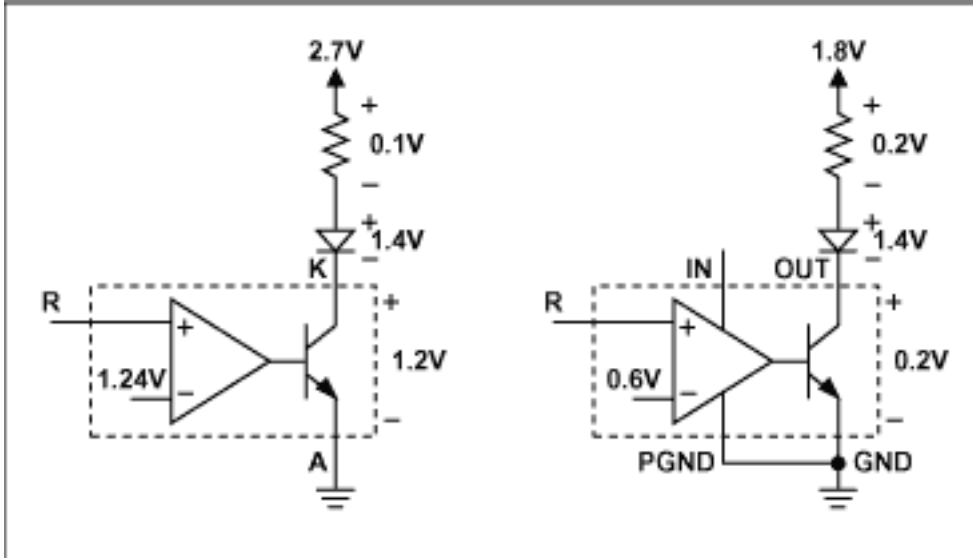 2.7V
+
0.1V
−
+
1.4V
−
K
R
+
+
1.24V
−
1.2V
−
A
1.8V
+
0.2V
−
+
1.4V
−
IN
OUT
R
+
+
0.6V
−
0.2V
−
PGND
GND